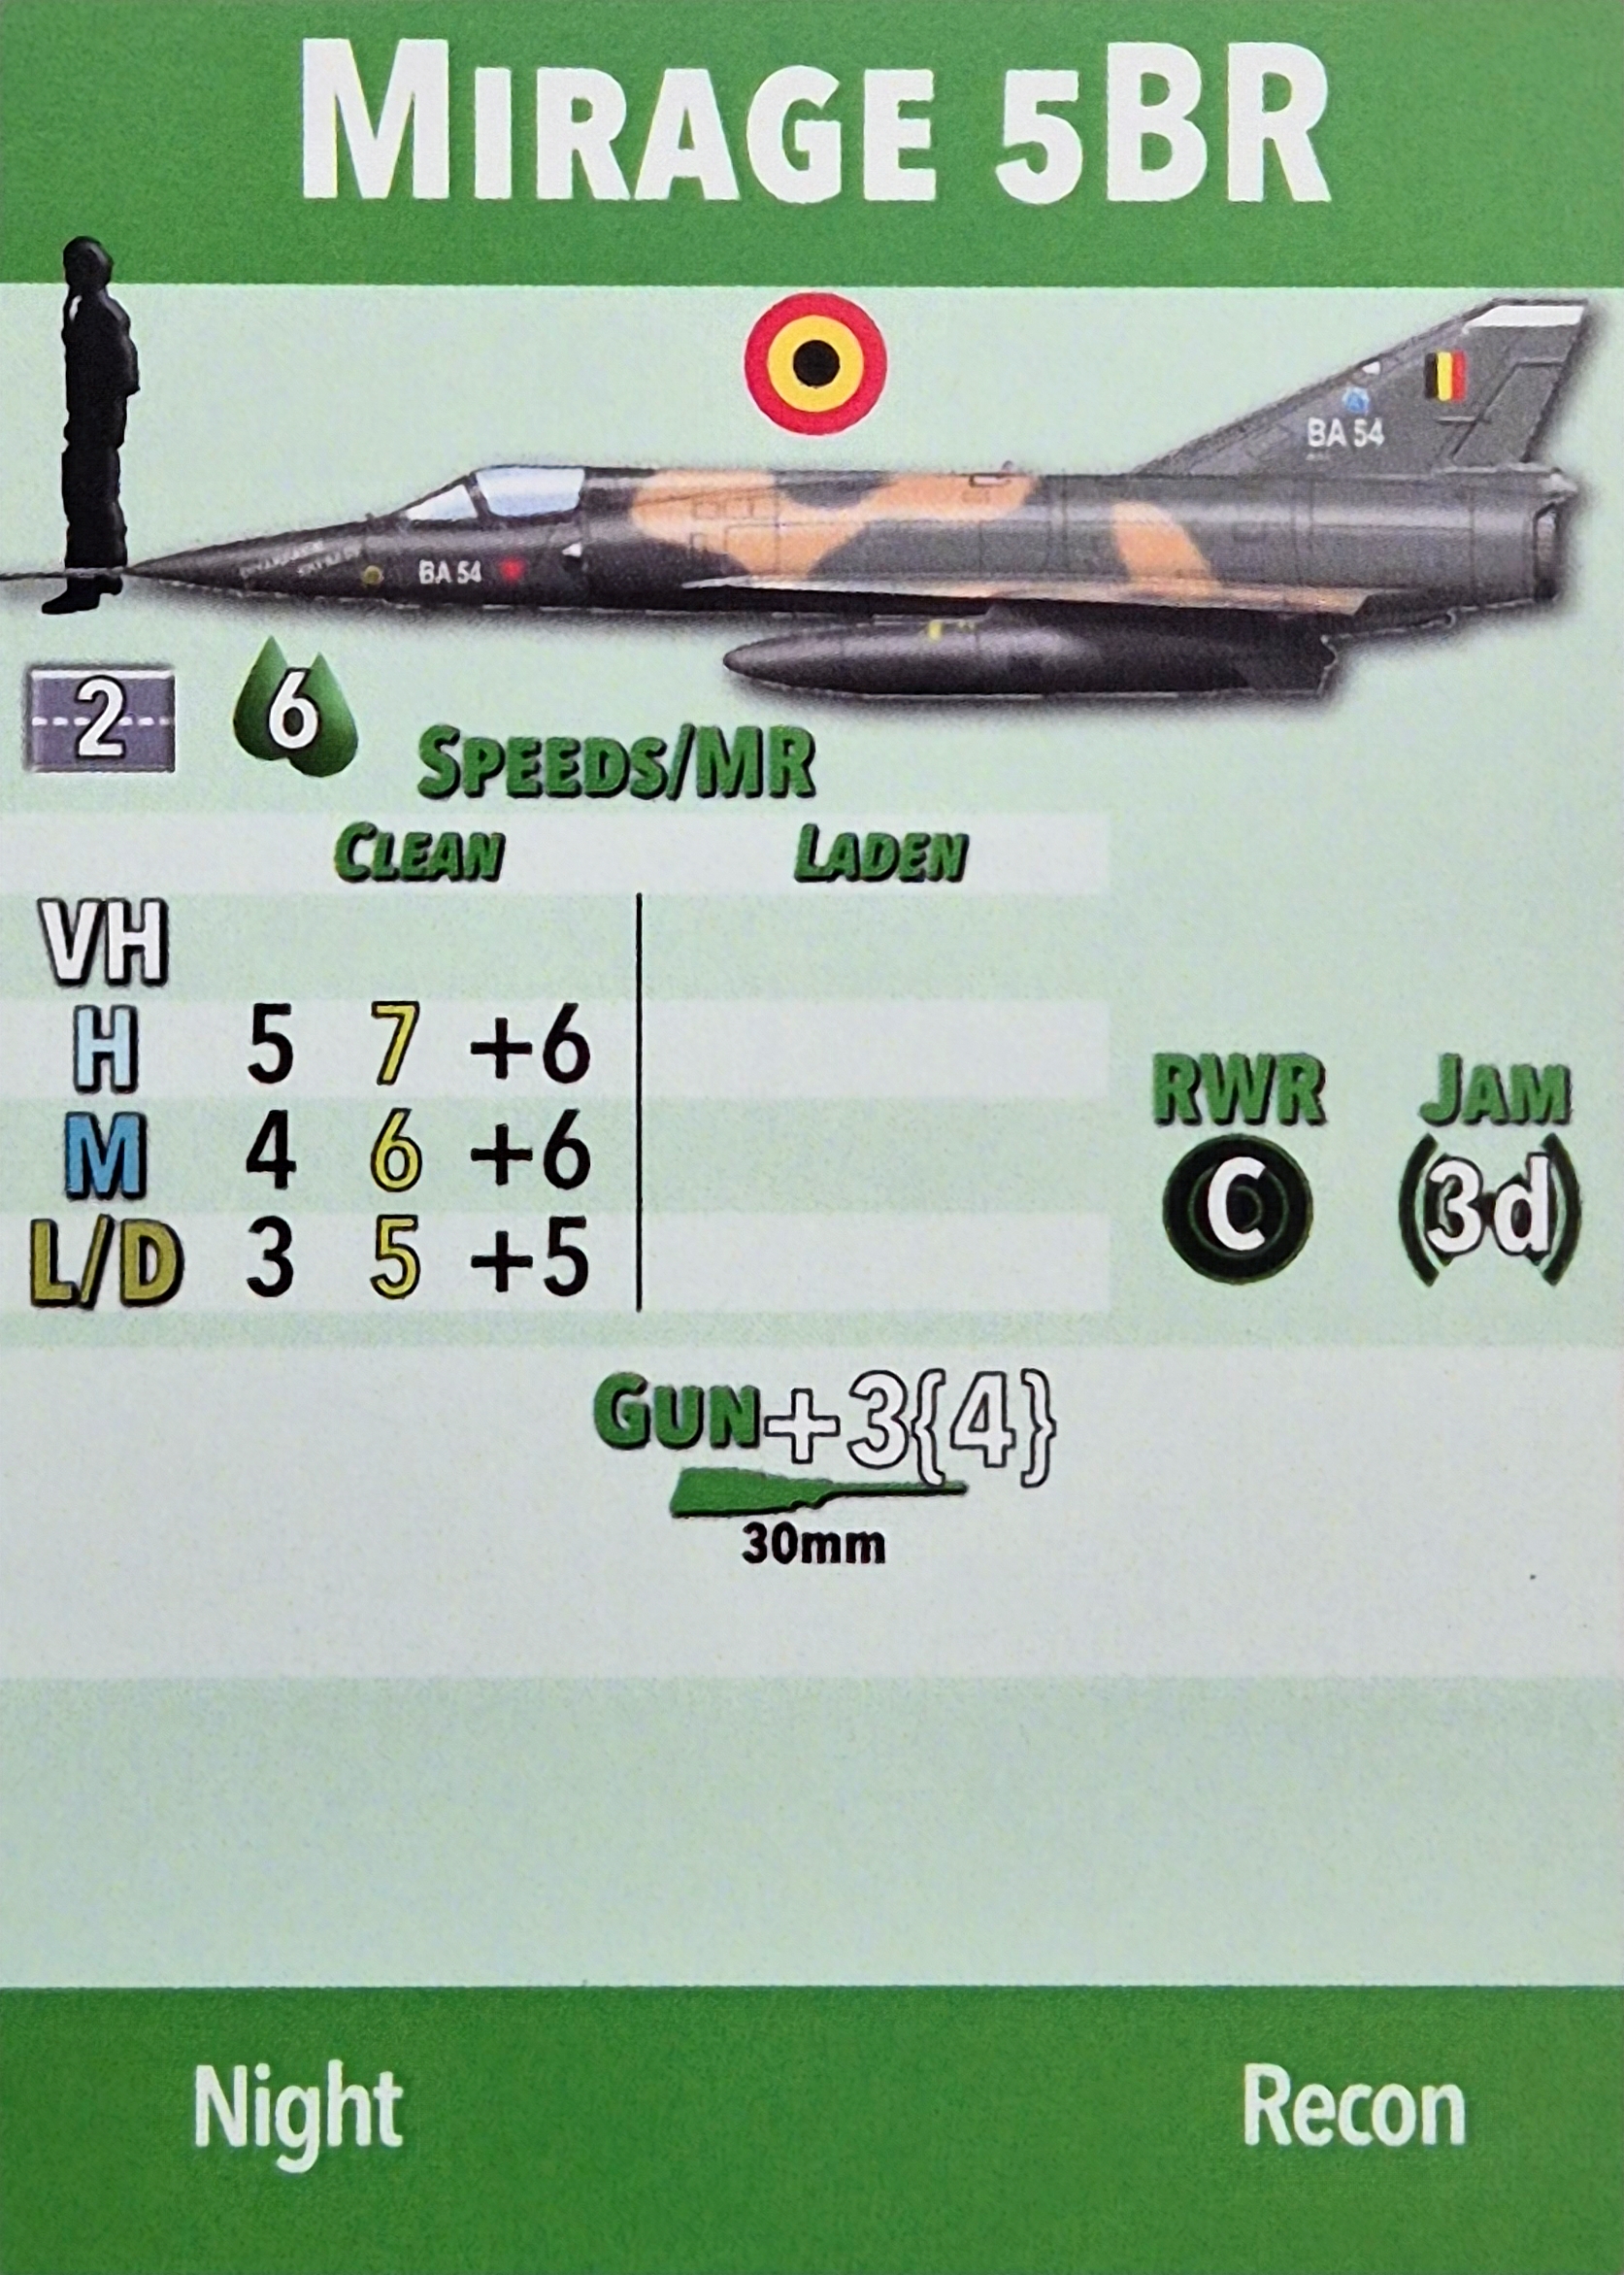 MIRAGE 5BR
BA 54
BA 54
2 6
SPEEDS/MR
CLEAN LADEN
VH
H 5 7 +6
M 4 6 +6
L/D 3 5 +5
RWR JAM
C (3d)
GUN +3{4}
30mm
Night Recon